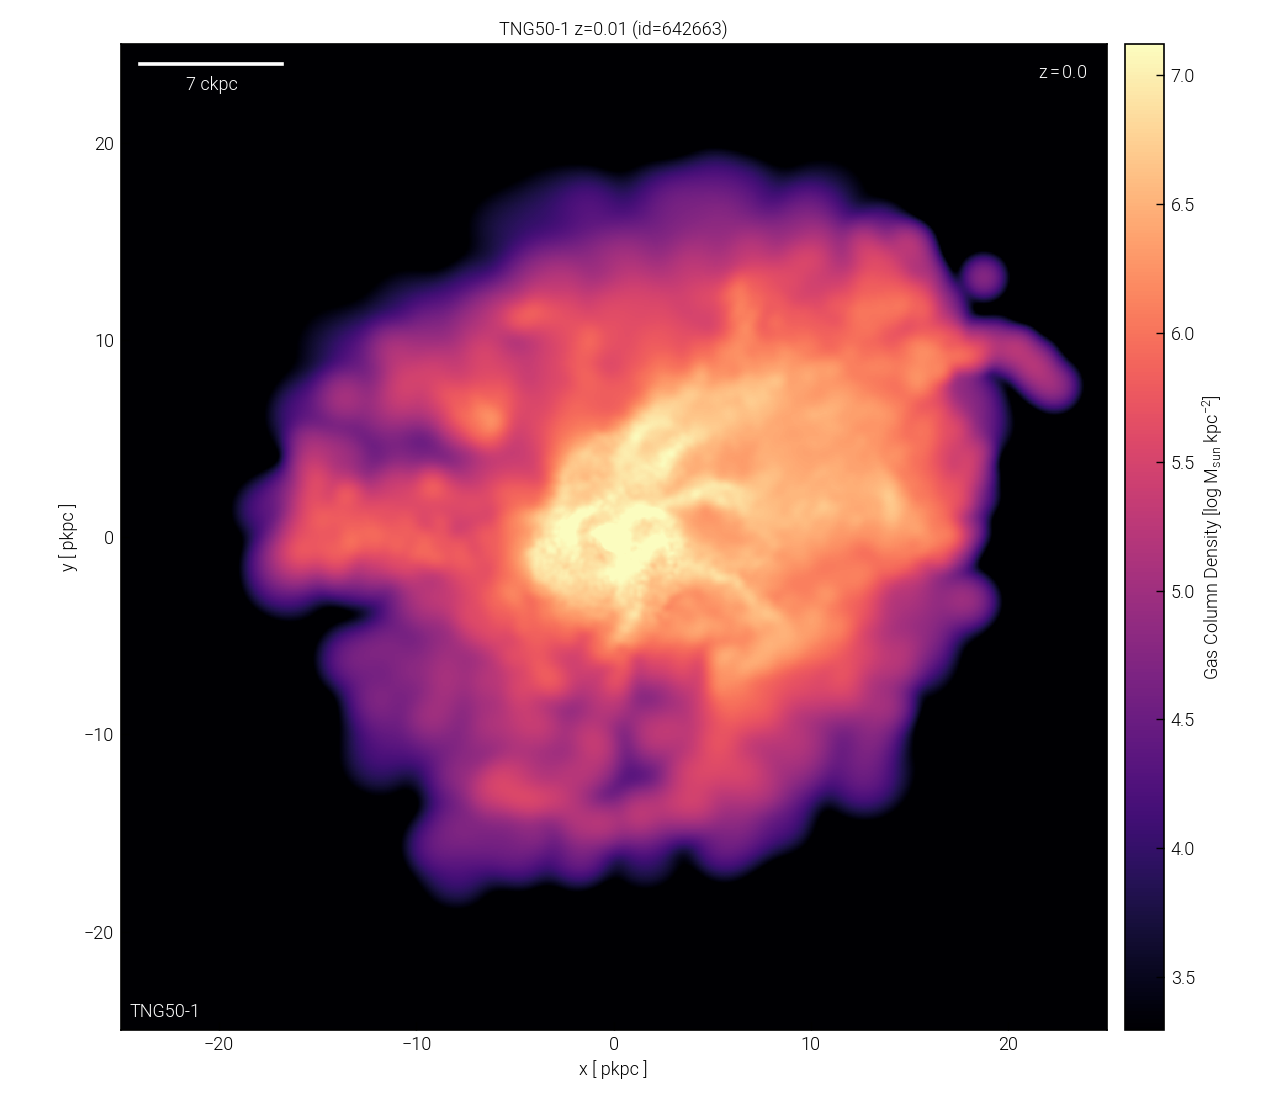 TNG50-1 z=0.01 (id=642663)
7 ckpc
z=0.0
20
10
0
−10
−20
y [ pkpc ]
TNG50-1
−20
−10
0
10
20
x [ pkpc ]
7.0
6.5
6.0
5.5
5.0
4.5
4.0
3.5
Gas Column Density [log M_sun kpc⁻²]